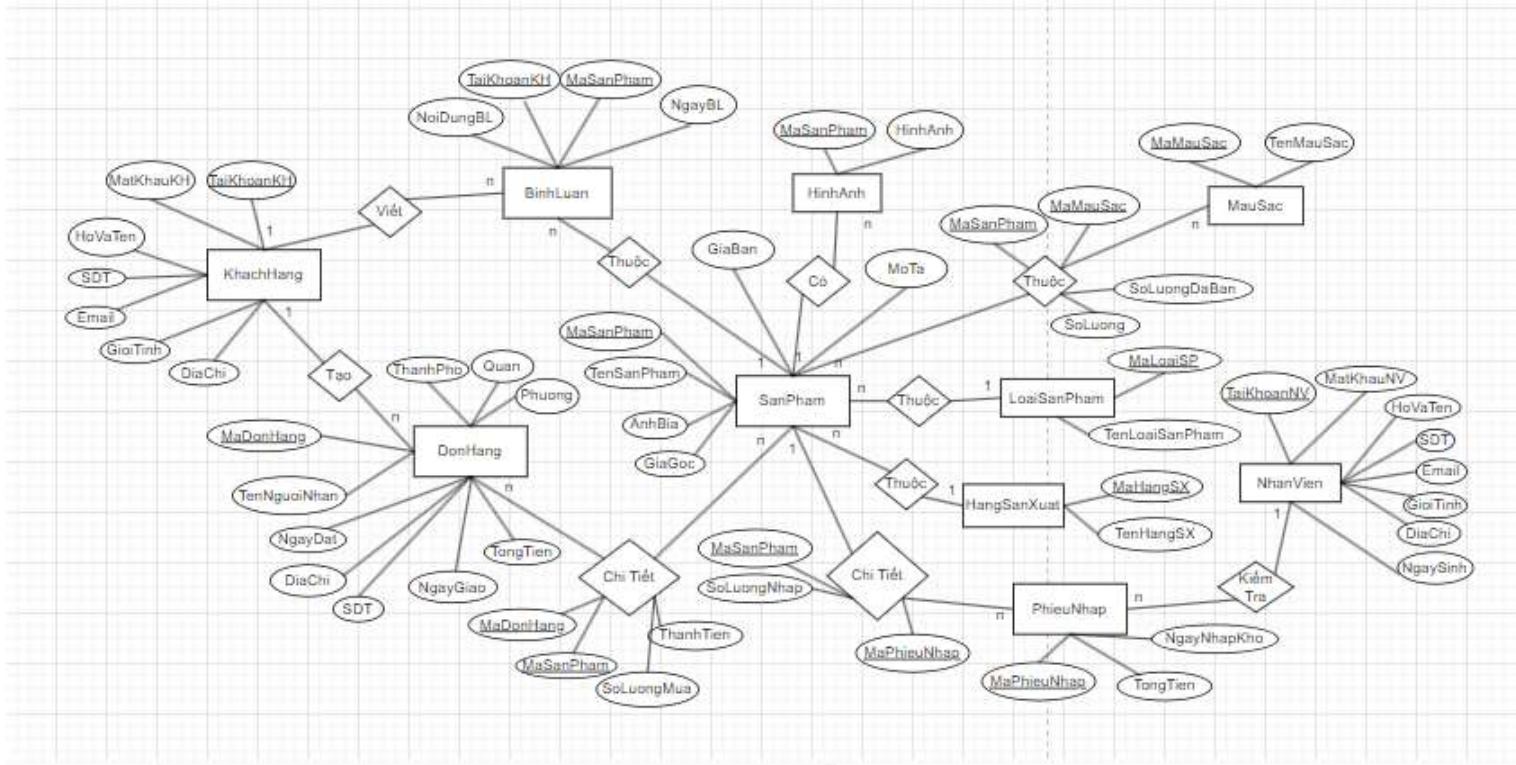 TaiKhoanKH
MaSanPham
NoiDungBL
NgayBL
BinhLuan
MatKhauKH
TaiKhoanKH
Viết
n
1
HoVaTen
SDT
Email
GioiTinh
DiaChi
KhachHang
1
n
Thuộc
MaSanPham
HinhAnh
HinhAnh
n
Có
GiaBan
MoTa
MaMauSac
TenMauSac
MauSac
n
MaSanPham
MaMauSac
Thuộc
SoLuongDaBan
SoLuong
Tạo
n
ThanhPho
Quan
Phuong
MaDonHang
DonHang
TenNguoiNhan
NgayDat
DiaChi
SDT
NgayGiao
TongTien
n
MaSanPham
TenSanPham
AnhBia
GiaGoc
SanPham
1
1
n
n
Thuộc
1
LoaiSanPham
MaLoaiSP
TenLoaiSanPham
n
1
n
Thuộc
1
HangSanXuat
MaHangSX
TenHangSX
TaiKhoanNV
MatKhauNV
HoVaTen
SDT
Email
GioiTinh
DiaChi
NgaySinh
NhanVien
1
Kiểm
Tra
n
Chi Tiết
MaDonHang
MaSanPham
SoLuongMua
ThanhTien
MaSanPham
SoLuongNhap
Chi Tiết
MaPhieuNhap
n
PhieuNhap
NgayNhapKho
MaPhieuNhap
TongTien